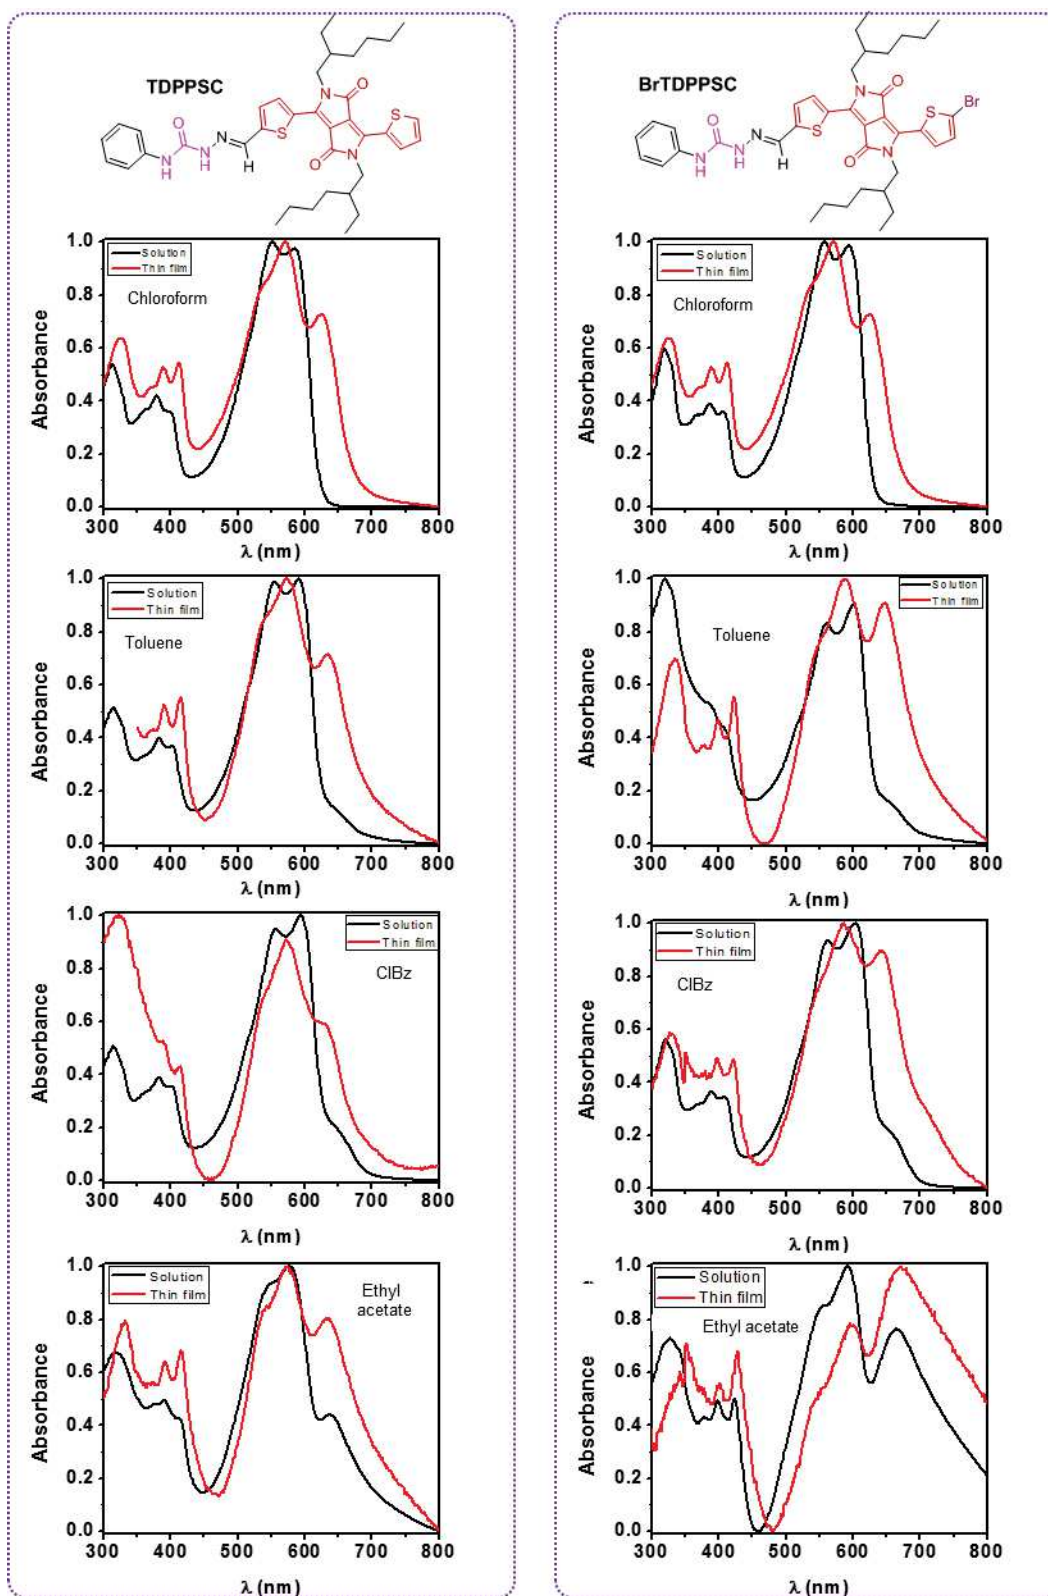 TDPPSC
O
N
H
NH
N
H
S
N
O
O
N
S
BrTDPPSC
O
N
H
NH
N
H
S
N
O
O
N
S
Br
Absorbance
1.0
0.8
0.6
0.4
0.2
0.0
Solution
Thin film
Chloroform
300 400 500 600 700 800
λ (nm)
Absorbance
1.0
0.8
0.6
0.4
0.2
0.0
Solution
Thin film
Chloroform
300 400 500 600 700 800
λ (nm)
Absorbance
1.0
0.8
0.6
0.4
0.2
0.0
Solution
Thin film
Toluene
300 400 500 600 700 800
λ (nm)
Absorbance
1.0
0.8
0.6
0.4
0.2
0.0
Solution
Thin film
Toluene
300 400 500 600 700 800
λ (nm)
Absorbance
1.0
0.8
0.6
0.4
0.2
0.0
Solution
Thin film
ClBz
300 400 500 600 700 800
λ (nm)
Absorbance
1.0
0.8
0.6
0.4
0.2
0.0
Solution
Thin film
ClBz
300 400 500 600 700 800
λ (nm)
Absorbance
1.0
0.8
0.6
0.4
0.2
0.0
Solution
Thin film
Ethyl
acetate
300 400 500 600 700 800
λ (nm)
Absorbance
1.0
0.8
0.6
0.4
0.2
0.0
Solution
Thin film
Ethyl acetate
300 400 500 600 700 800
λ (nm)